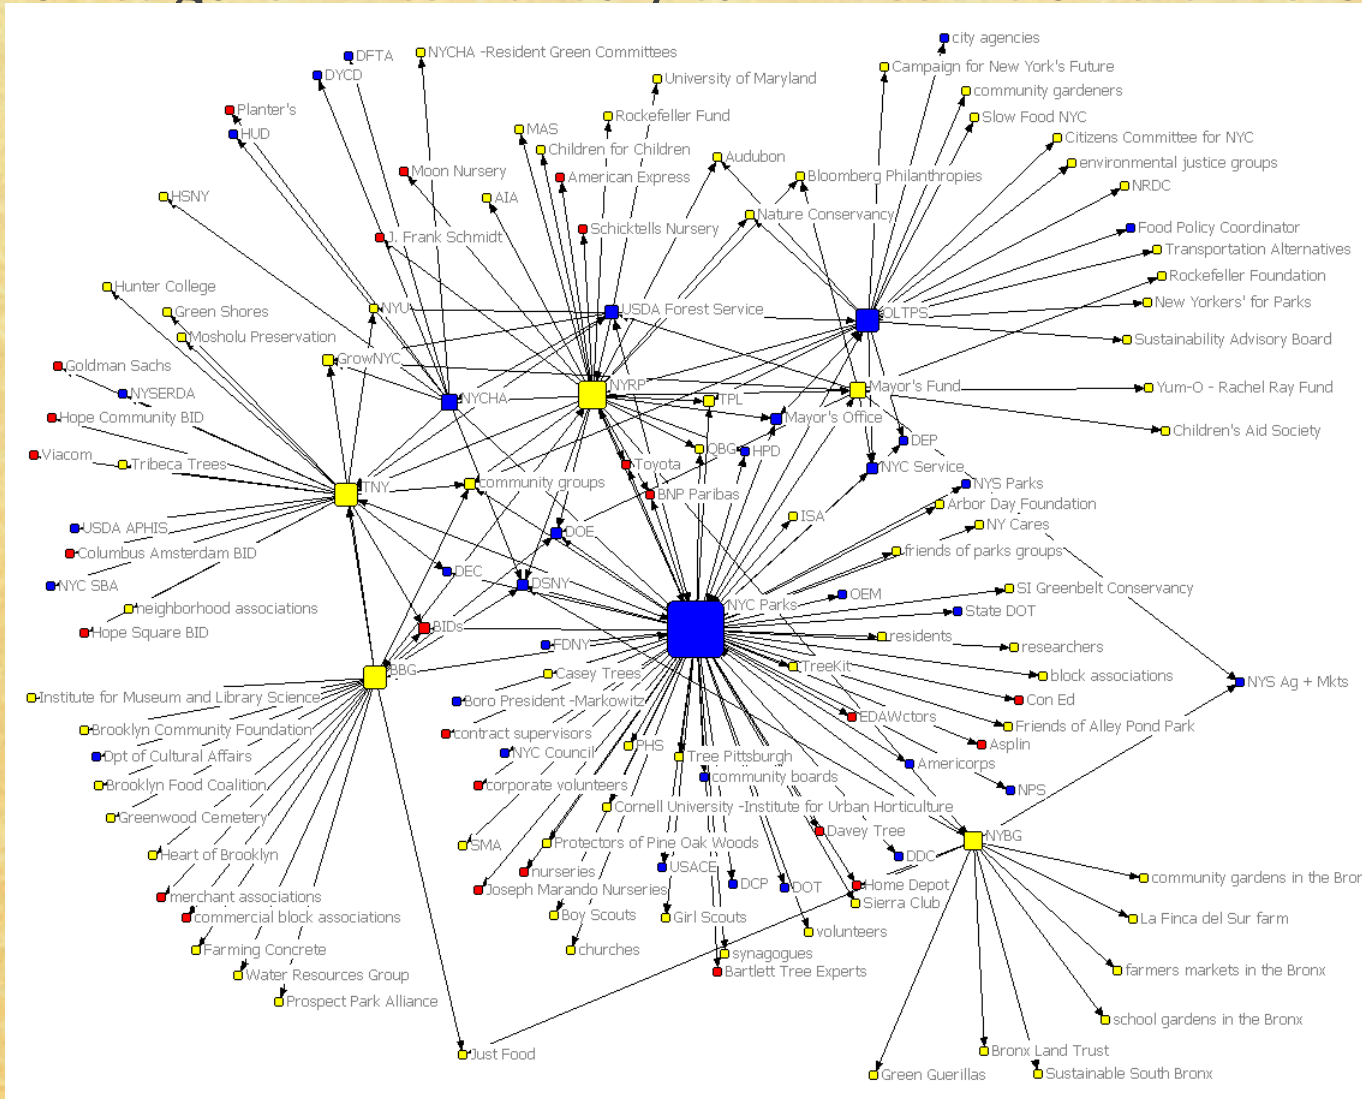 DFTA
NYCHA -Resident Green Committees
city agencies
DYCD
University of Maryland
Campaign for New York's Future
community gardeners
Planter's
Rockefeller Fund
Slow Food NYC
HUD
MAS
Citizens Committee for NYC
Children for Children
Audubon
environmental justice groups
Moon Nursery
American Express
Bloomberg Philanthropies
NRDC
HSNY
AIA
Nature Conservancy
Schicktells Nursery
Food Policy Coordinator
J. Frank Schmidt
Transportation Alternatives
Rockefeller Foundation
Hunter College
New Yorkers' for Parks
Green Shores
NYU
USDA Forest Service
OLTPS
Mosholu Preservation
Sustainability Advisory Board
GrowNYC
Goldman Sachs
NYRP
Mayor's Fund
Yum-O - Rachel Ray Fund
NYSERDA
NYCHA
TPL
Hope Community BID
Mayor's Office
Children's Aid Society
DEP
Viacom
QBG
HPD
Tribeca Trees
Toyota
NYC Service
TNY
community groups
BNP Paribas
NYS Parks
Arbor Day Foundation
USDA APHIS
DOE
ISA
NY Cares
Columbus Amsterdam BID
friends of parks groups
NYC SBA
DEC
DSNY
SI Greenbelt Conservancy
neighborhood associations
NYC Parks
OEM
State DOT
Hope Square BID
BIDs
residents
FDNY
researchers
BBG
Casey Trees
TreeKit
block associations
NYS Ag + Mkts
Institute for Museum and Library Science
Boro President -Markowitz
Con Ed
Brooklyn Community Foundation
contract supervisors
EDAWctors
Friends of Alley Pond Park
Dpt of Cultural Affairs
NYC Council
PHS
Tree Pittsburgh
Asplin
Brooklyn Food Coalition
corporate volunteers
community boards
Americorps
NPS
Greenwood Cemetery
Cornell University -Institute for Urban Horticulture
Heart of Brooklyn
SMA
Protectors of Pine Oak Woods
Davey Tree
NYBG
DDC
merchant associations
nurseries
USACE
community gardens in the Bror
commercial block associations
Joseph Marando Nurseries
DCP
DOT
Home Depot
Sierra Club
Farming Concrete
Boy Scouts
Girl Scouts
volunteers
La Finca del Sur farm
Water Resources Group
churches
synagogues
Bartlett Tree Experts
farmers markets in the Bronx
Prospect Park Alliance
school gardens in the Bronx
Just Food
Bronx Land Trust
Green Guerillas
Sustainable South Bronx